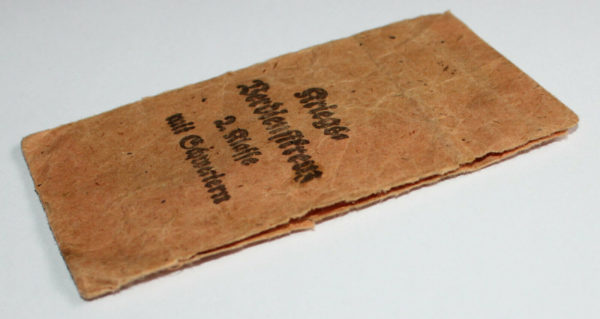 Kriegs-
Verdienstkreuz
2. Klasse
mit Schwertern